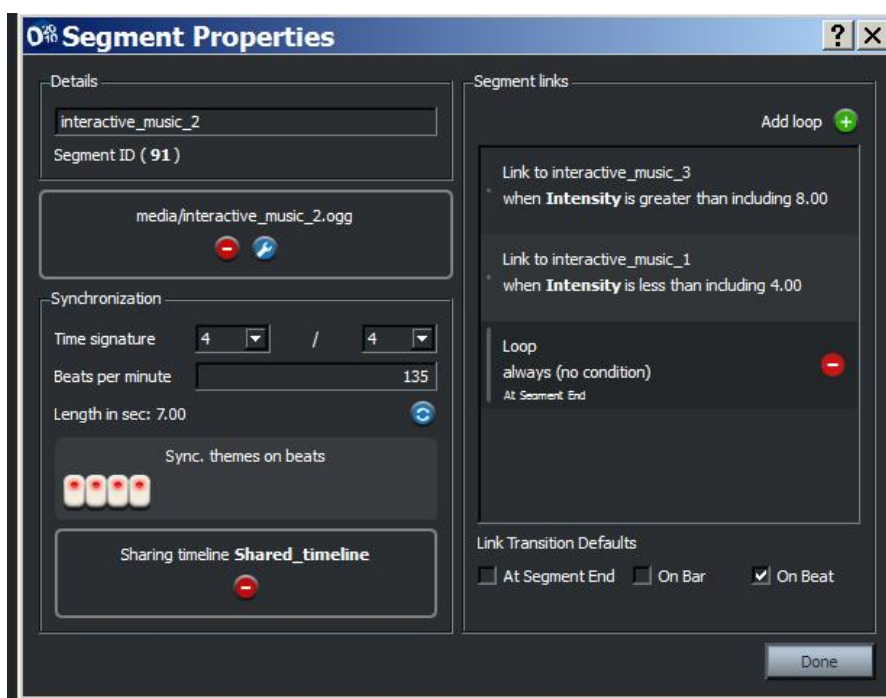 Segment Properties
Details
interactive_music_2
Segment ID ( 91 )
media/interactive_music_2.ogg
Synchronization
Time signature 4 / 4
Beats per minute 135
Length in sec: 7.00
Sync. themes on beats
Sharing timeline Shared_timeline
Segment links
Add loop
Link to interactive_music_3
when Intensity is greater than including 8.00
Link to interactive_music_1
when Intensity is less than including 4.00
Loop
always (no condition)
At Segment End
Link Transition Defaults
At Segment End On Bar On Beat
Done